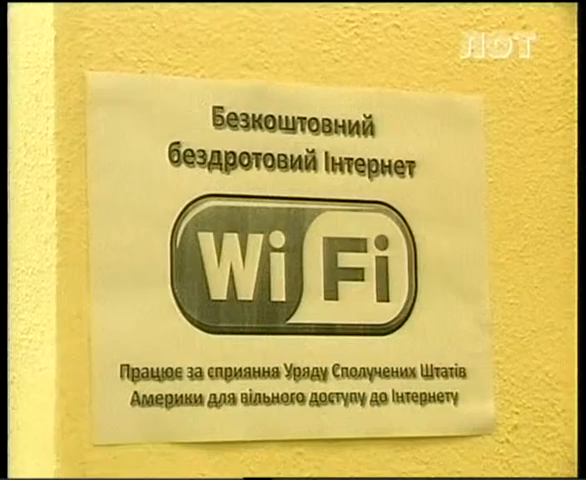 ЛОТ
Безкоштовний
бездротовий Інтернет
Wi Fi
Працює за сприяння Уряду Сполучених Штатів
Америки для вільного доступу до Інтернету